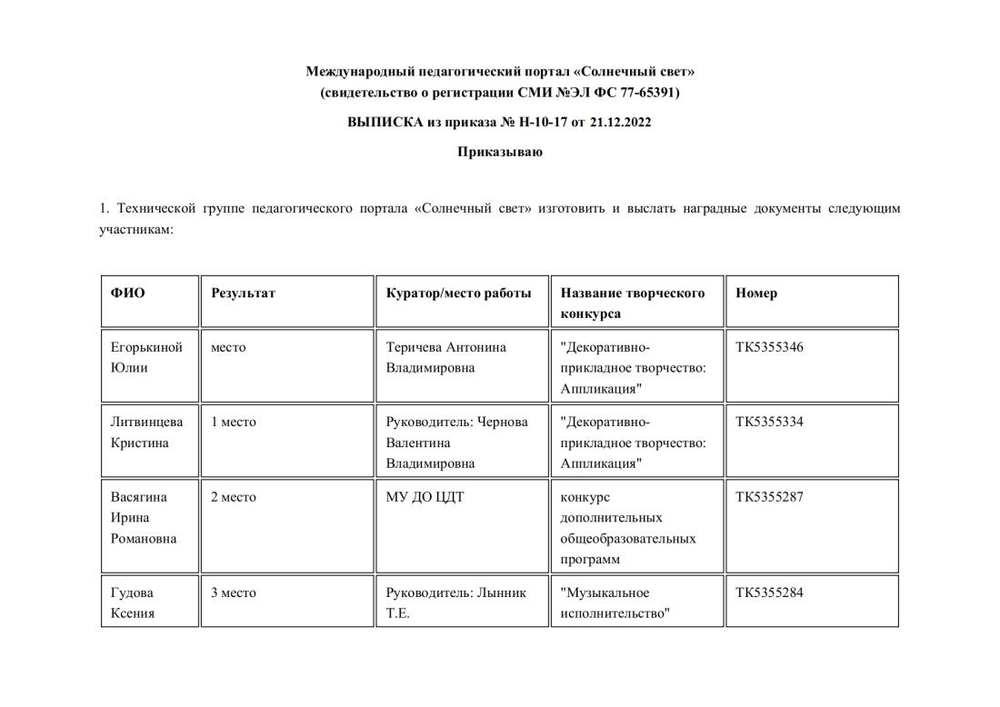 Международный педагогический портал «Солнечный свет»
(свидетельство о регистрации СМИ №ЭЛ ФС 77-65391)
ВЫПИСКА из приказа № Н-10-17 от 21.12.2022
Приказываю
1. Технической группе педагогического портала «Солнечный свет» изготовить и выслать наградные документы следующим
участникам:
ФИО
Результат
Куратор/место работы
Название творческого
конкурса
Номер
Егорькиной
Юлии
место
Теричева Антонина
Владимировна
"Декоративно-
прикладное творчество:
Аппликация"
ТК5355346
Литвинцева
Кристина
1 место
Руководитель: Чернова
Валентина
Владимировна
"Декоративно-
прикладное творчество:
Аппликация"
ТК5355334
Васягина
Ирина
Романовна
2 место
МУ ДО ЦДТ
конкурс
дополнительных
общеобразовательных
программ
ТК5355287
Гудова
Ксения
3 место
Руководитель: Лынник
Т.Е.
"Музыкальное
исполнительство"
ТК5355284